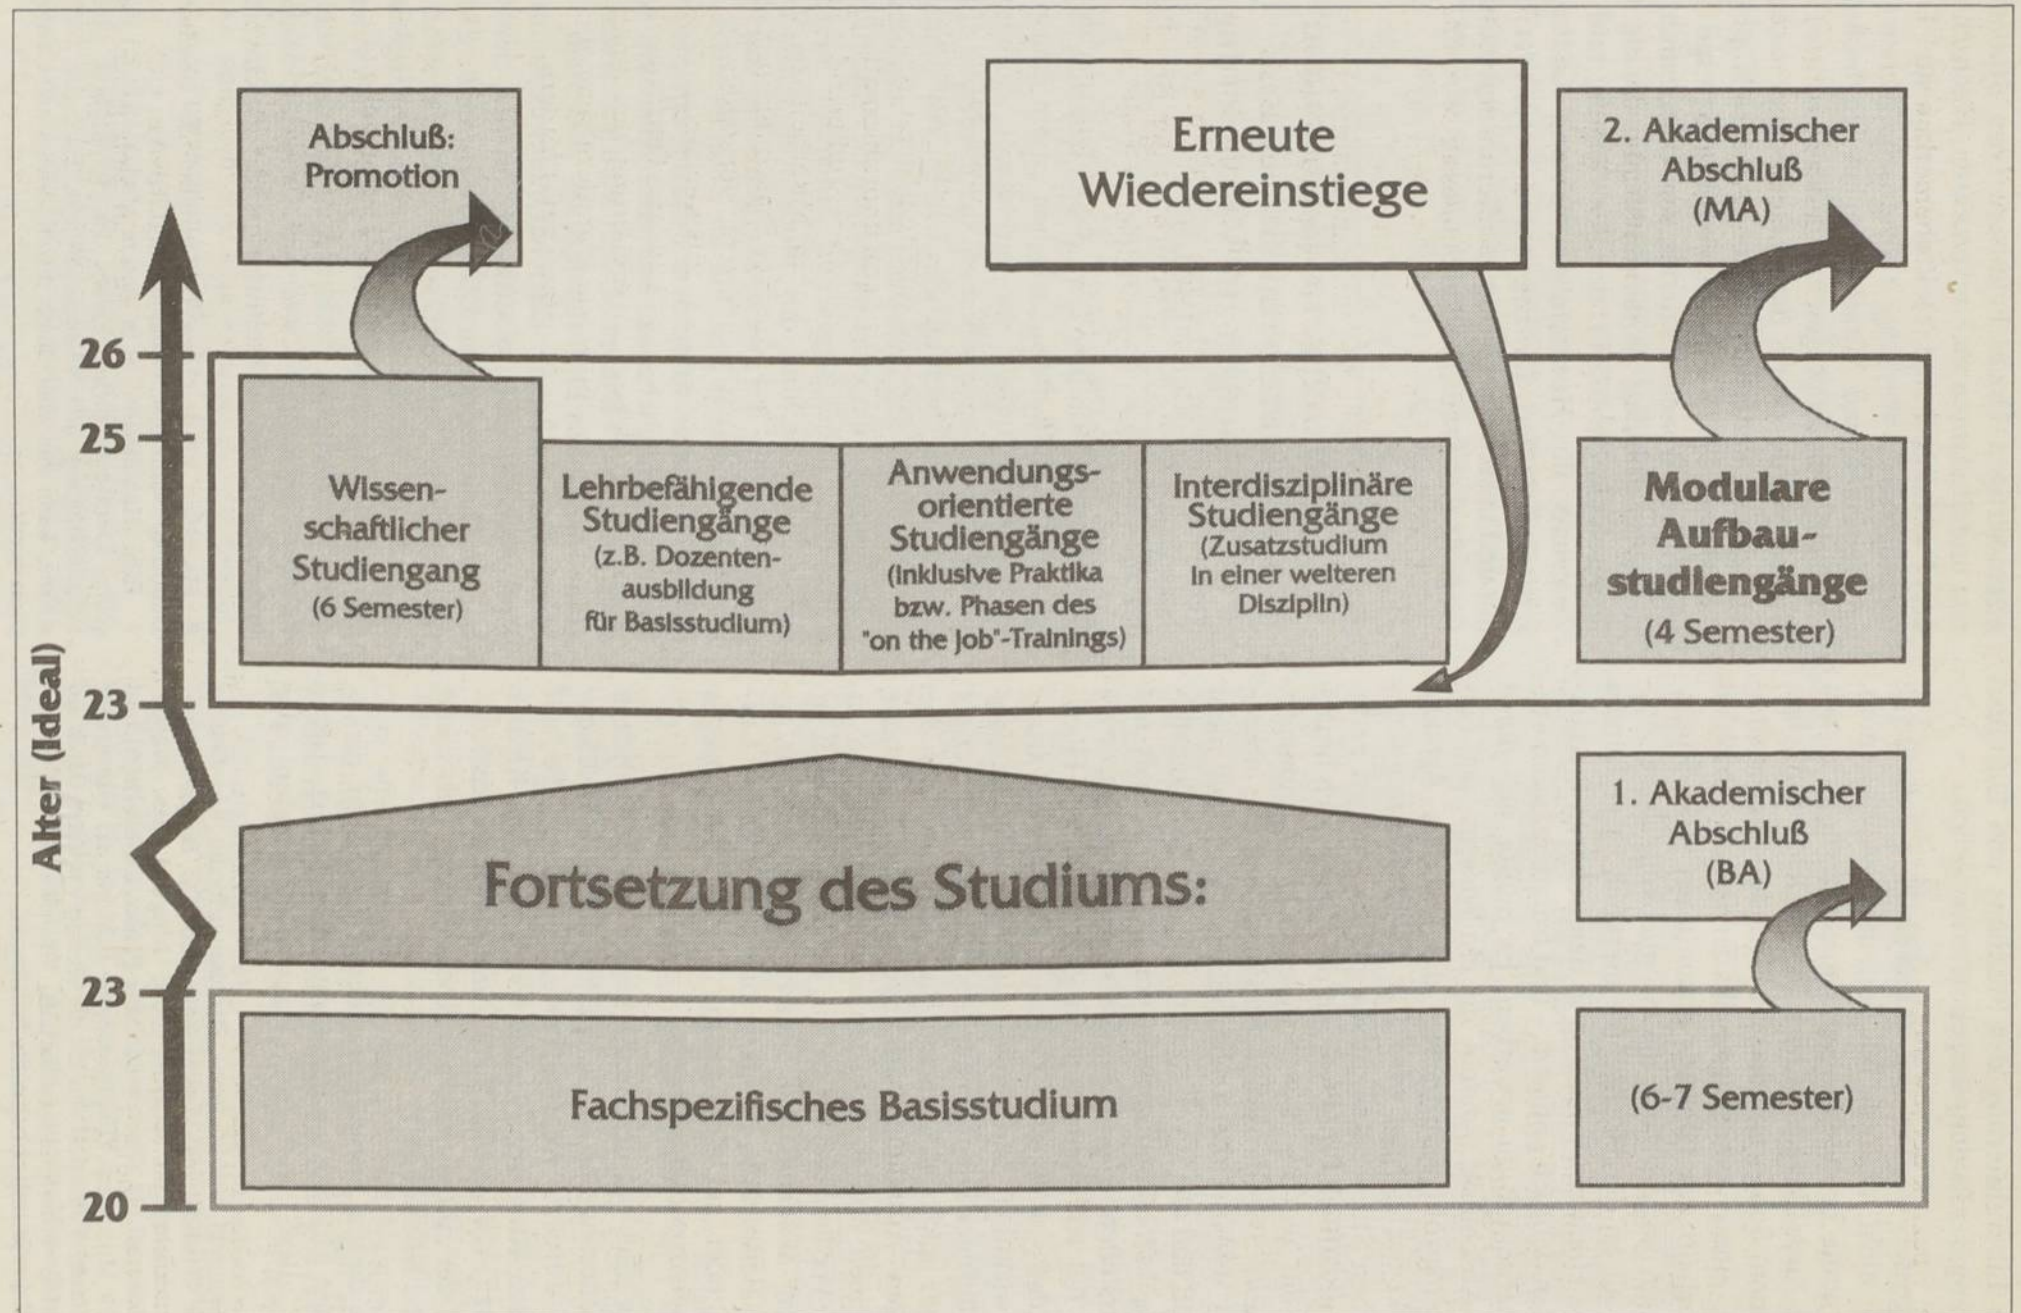 Abschluß:
Promotion
Erneute
Wiedereinstiege
2. Akademischer
Abschluß
(MA)
26
25
23
23
20
Alter (Ideal)
Wissen-
schaftlicher
Studiengang
(6 Semester)
Lehrbefähigende
Studiengänge
(z.B. Dozenten-
ausbildung
für Basisstudium)
Anwendungs-
orientierte
Studiengänge
(inklusive Praktika
bzw. Phasen des
"on the Job"-Trainings)
Interdisziplinäre
Studiengänge
(Zusatzstudium
in einer weiteren
Disziplin)
Modulare
Aufbau-
studiengänge
(4 Semester)
Fortsetzung des Studiums:
1. Akademischer
Abschluß
(BA)
Fachspezifisches Basisstudium
(6-7 Semester)